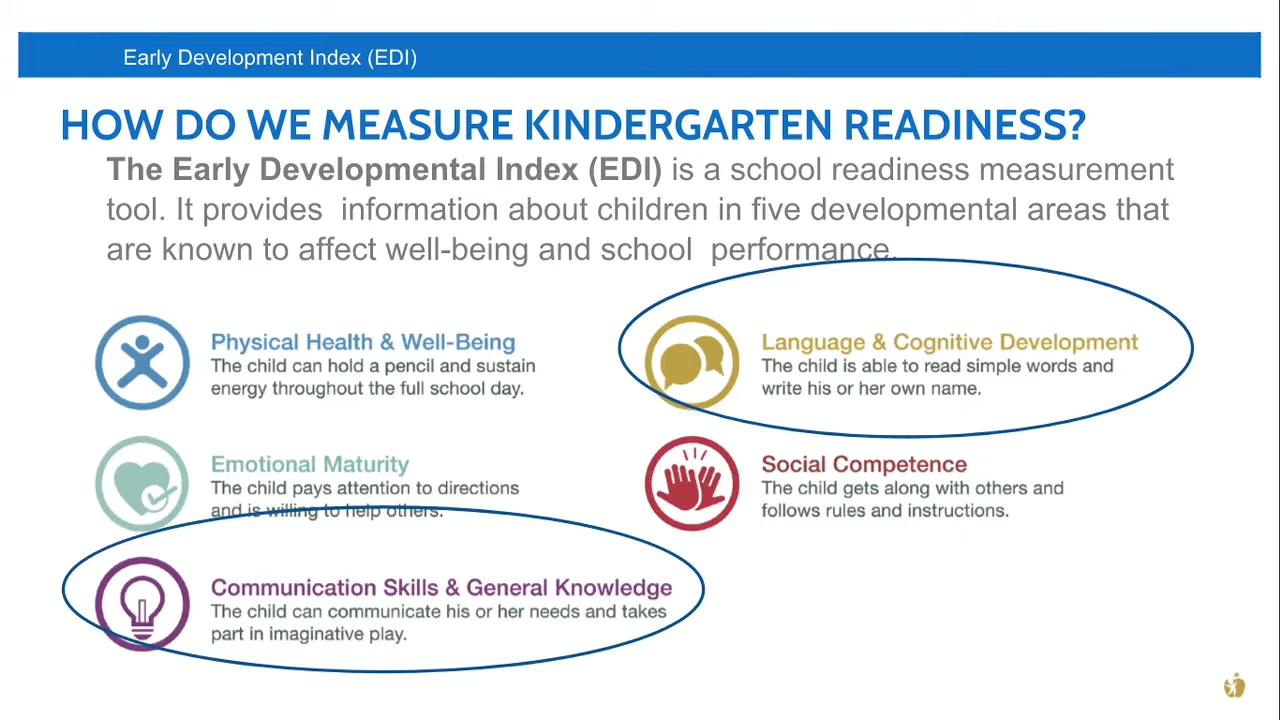 Early Development Index (EDI)
HOW DO WE MEASURE KINDERGARTEN READINESS?
The Early Developmental Index (EDI) is a school readiness measurement
tool. It provides  information about children in five developmental areas that
are known to affect well-being and school  performance.
Physical Health & Well-Being
The child can hold a pencil and sustain
energy throughout the full school day.
Language & Cognitive Development
The child is able to read simple words and
write his or her own name.
Emotional Maturity
The child pays attention to directions
and is willing to help others.
Social Competence
The child gets along with others and
follows rules and instructions.
Communication Skills & General Knowledge
The child can communicate his or her needs and takes
part in imaginative play.